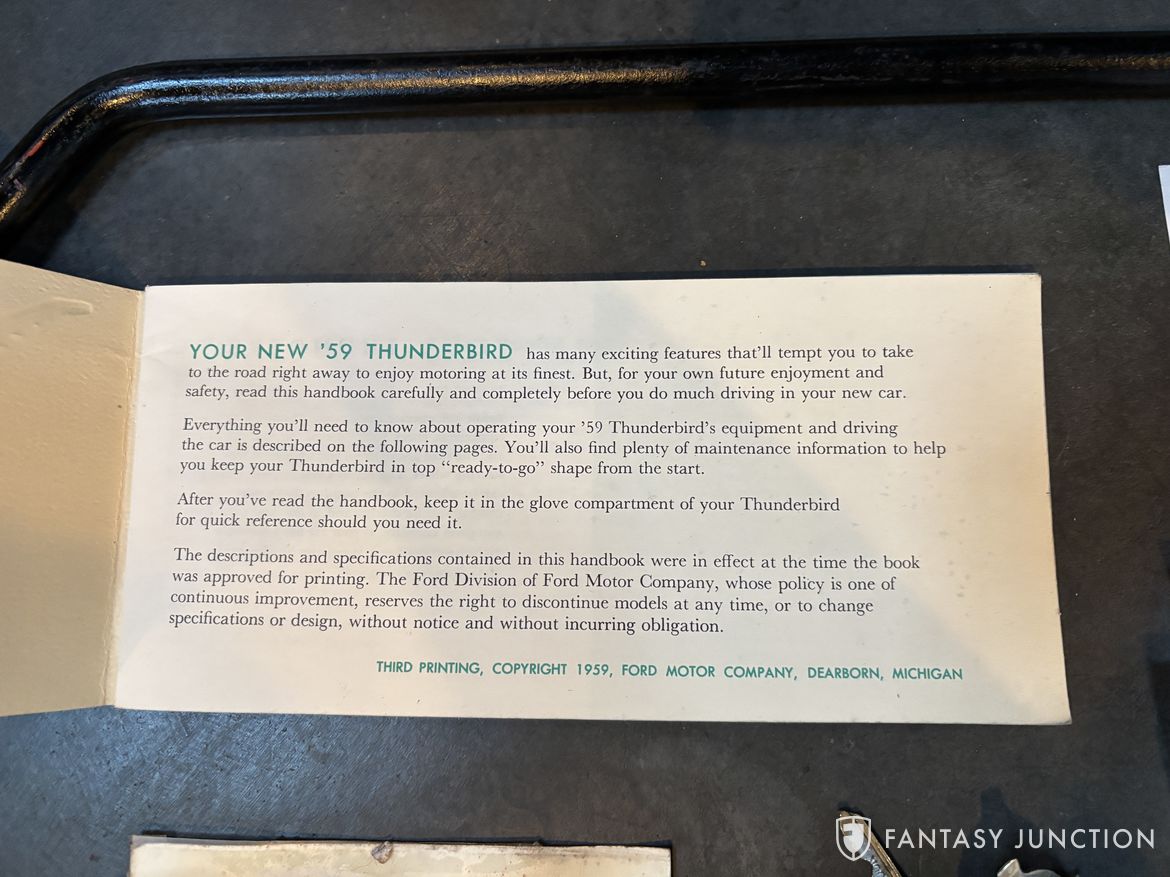 YOUR NEW '59 THUNDERBIRD has many exciting features that'll tempt you to take
to the road right away to enjoy motoring at its finest. But, for your own future enjoyment and
safety, read this handbook carefully and completely before you do much driving in your new car.
Everything you'll need to know about operating your '59 Thunderbird's equipment and driving
the car is described on the following pages. You'll also find plenty of maintenance information to help
you keep your Thunderbird in top “ready-to-go” shape from the start.
After you've read the handbook, keep it in the glove compartment of your Thunderbird
for quick reference should you need it.
The descriptions and specifications contained in this handbook were in effect at the time the book
was approved for printing. The Ford Division of Ford Motor Company, whose policy is one of
continuous improvement, reserves the right to discontinue models at any time, or to change
specifications or design, without notice and without incurring obligation.
THIRD PRINTING, COPYRIGHT 1959, FORD MOTOR COMPANY, DEARBORN, MICHIGAN
FANTASY JUNCTION